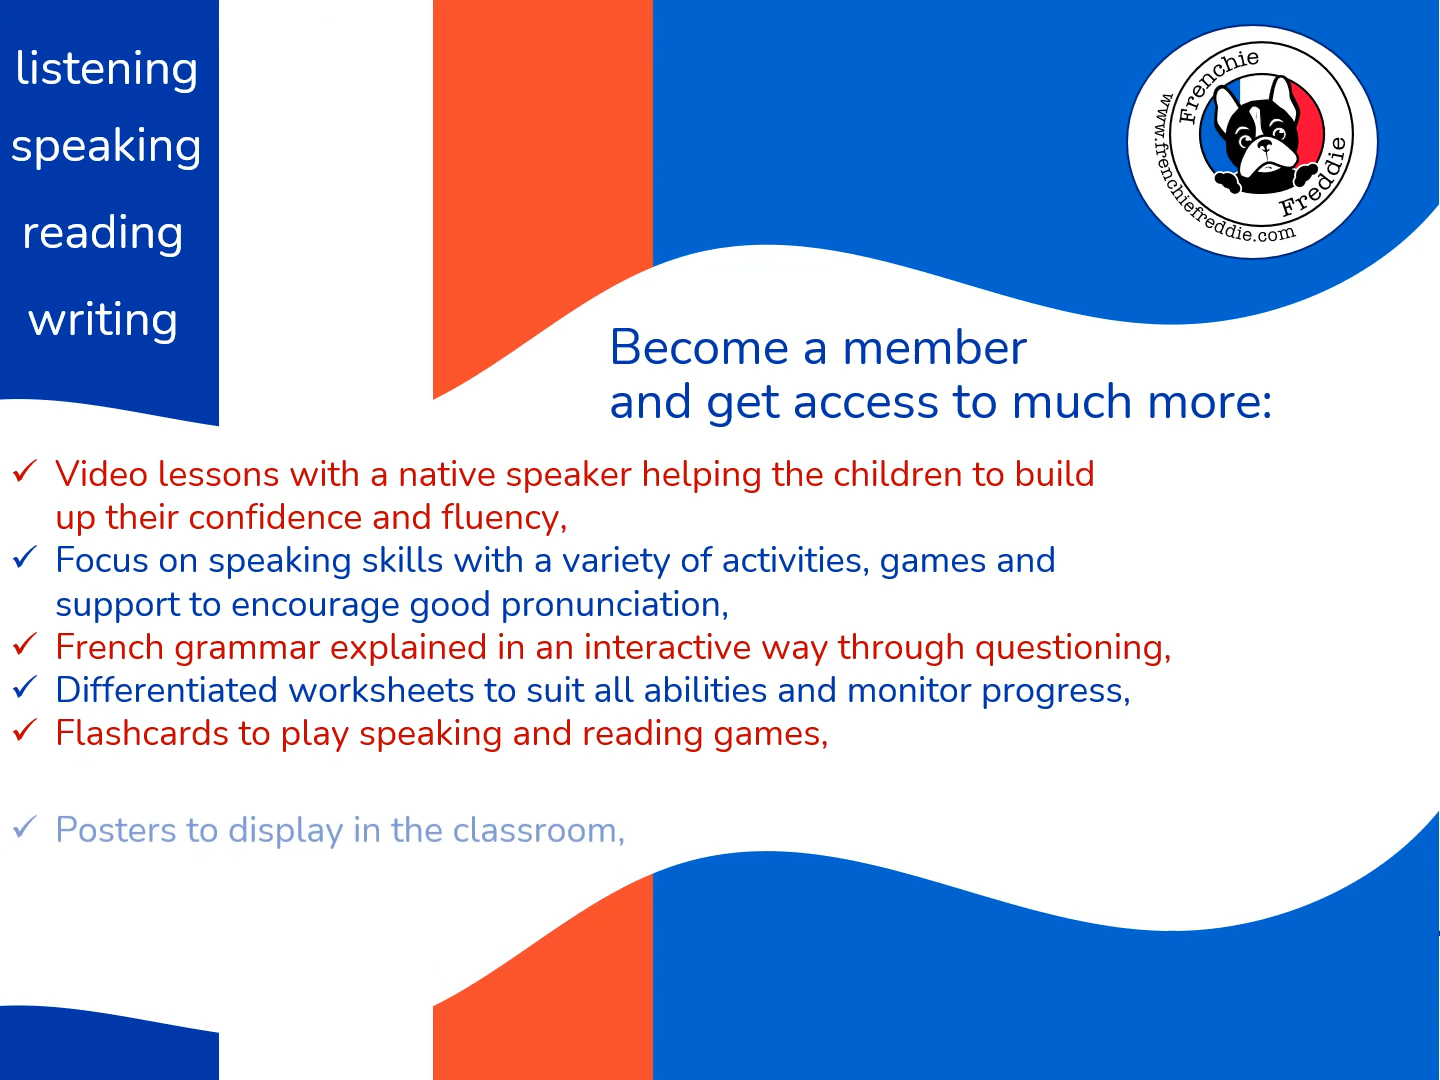 listening
speaking
reading
writing
Frenchie
Freddie
www.frenchiefreddie.com
Become a member
and get access to much more:
✓ Video lessons with a native speaker helping the children to build
up their confidence and fluency,
✓ Focus on speaking skills with a variety of activities, games and
support to encourage good pronunciation,
✓ French grammar explained in an interactive way through questioning,
✓ Differentiated worksheets to suit all abilities and monitor progress,
✓ Flashcards to play speaking and reading games,
✓ Posters to display in the classroom,